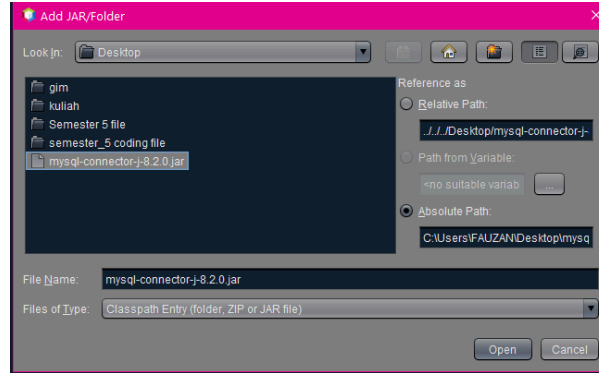 Add JAR/Folder
Look In: Desktop
gim
kuliah
Semester 5 file
semester_5 coding file
mysql-connector-j-8.2.0.jar
Reference as
Relative Path:
../../../Desktop/mysql-connector-j-
Path from Variable:
<no suitable variab
...
Absolute Path:
C:\Users\FAUZAN\Desktop\mysq
File Name: mysql-connector-j-8.2.0.jar
Files of Type: Classpath Entry (folder, ZIP or JAR file)
Open Cancel